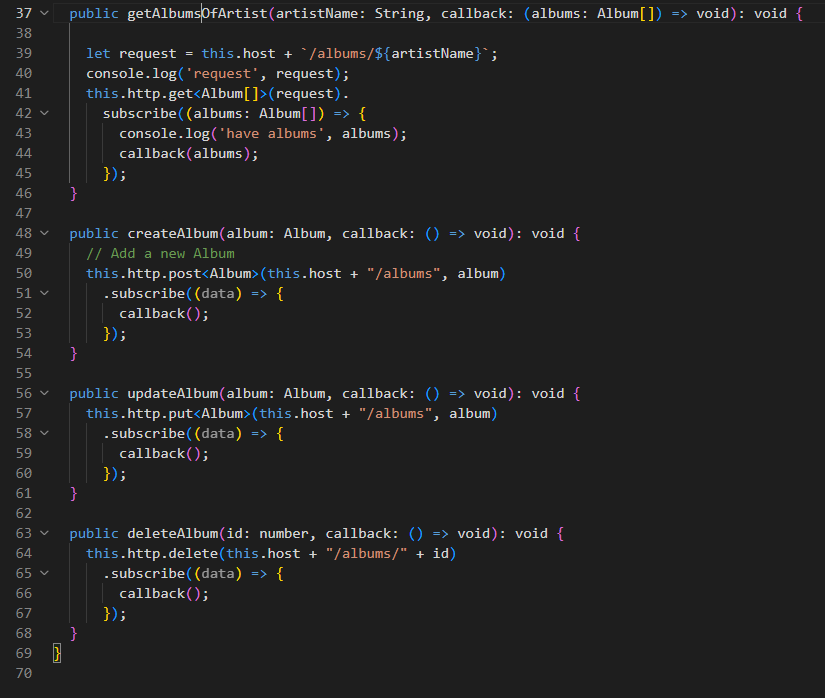 37 public getAlbumsOfArtist(artistName: String, callback: (albums: Album[]) => void): void {
38
39 let request = this.host + `/albums/${artistName}`;
40 console.log('request', request);
41 this.http.get<Album[]>(request).
42 subscribe((albums: Album[]) => {
43 console.log('have albums', albums);
44 callback(albums);
45 });
46 }
47
48 public createAlbum(album: Album, callback: () => void): void {
49 // Add a new Album
50 this.http.post<Album>(this.host + "/albums", album)
51 .subscribe((data) => {
52 callback();
53 });
54 }
55
56 public updateAlbum(album: Album, callback: () => void): void {
57 this.http.put<Album>(this.host + "/albums", album)
58 .subscribe((data) => {
59 callback();
60 });
61 }
62
63 public deleteAlbum(id: number, callback: () => void): void {
64 this.http.delete(this.host + "/albums/" + id)
65 .subscribe((data) => {
66 callback();
67 });
68 }
69 }
70